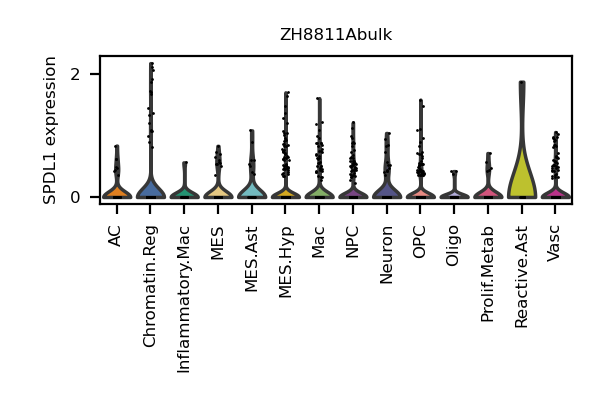 ZH8811Abulk
SPDL1 expression
2
0
AC
Chromatin.Reg
Inflammatory.Mac
MES
MES.Ast
MES.Hyp
Mac
NPC
Neuron
OPC
Oligo
Prolif.Metab
Reactive.Ast
Vasc